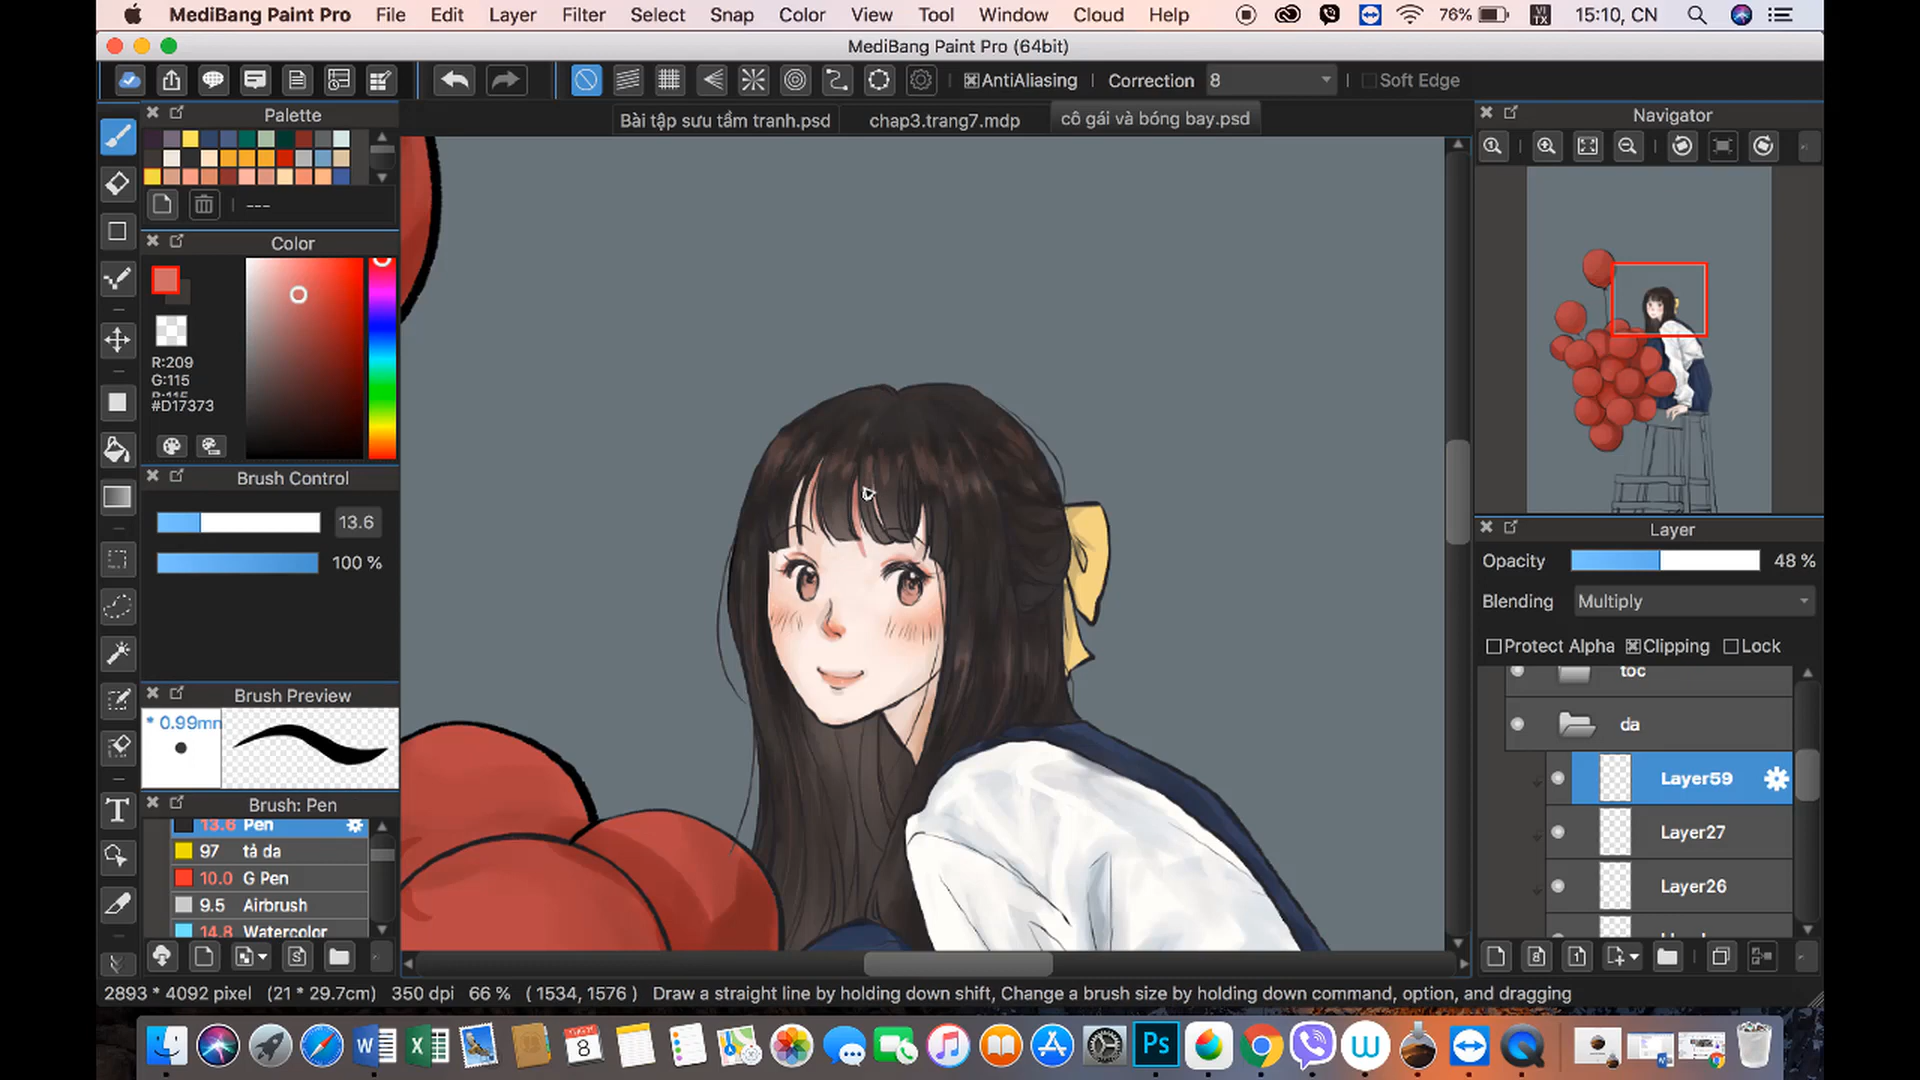 MediBang Paint Pro File Edit Layer Filter Select Snap Color View Tool Window Cloud Help 76% VI TX 15:10, CN
MediBang Paint Pro (64bit)
AntiAliasing Correction 8 Soft Edge
Palette
Bài tập sưu tầm tranh.psd chap3.trang7.mdp cô gái và bóng bay.psd
Navigator
---
Color
R:209
G:115
B:115
#D17373
Brush Control
13.6
100 %
Brush Preview
* 0.99mm
Brush: Pen
13.6 Pen
97 tả da
10.0 G Pen
9.5 Airbrush
14.8 Watercolor
Layer
Opacity 48 %
Blending Multiply
Protect Alpha Clipping Lock
toc
da
Layer59
Layer27
Layer26
2893 * 4092 pixel (21 * 29.7cm) 350 dpi 66 % ( 1534, 1576 ) Draw a straight line by holding down shift, Change a brush size by holding down command, option, and dragging
8
Ps